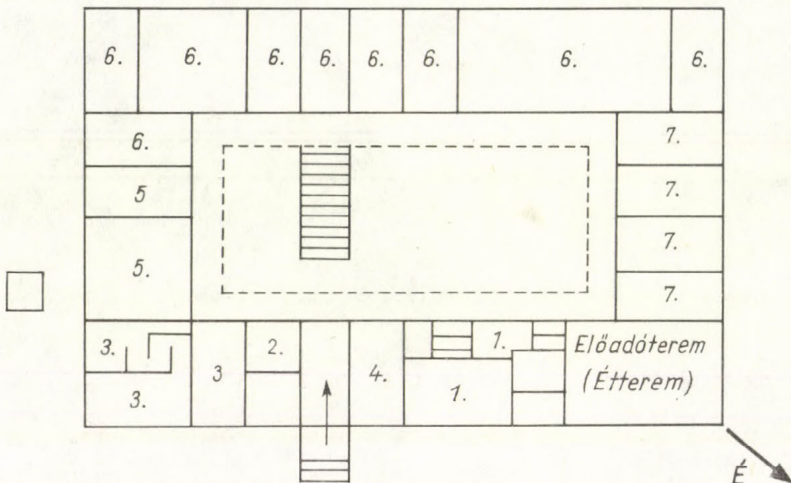 6. 6. 6. 6. 6. 6. 6. 6.
6. 7.
5 7.
5. 7.
7.
3. 2. 1. Előadóterem
3 4. (Étterem)
3. 1.
É